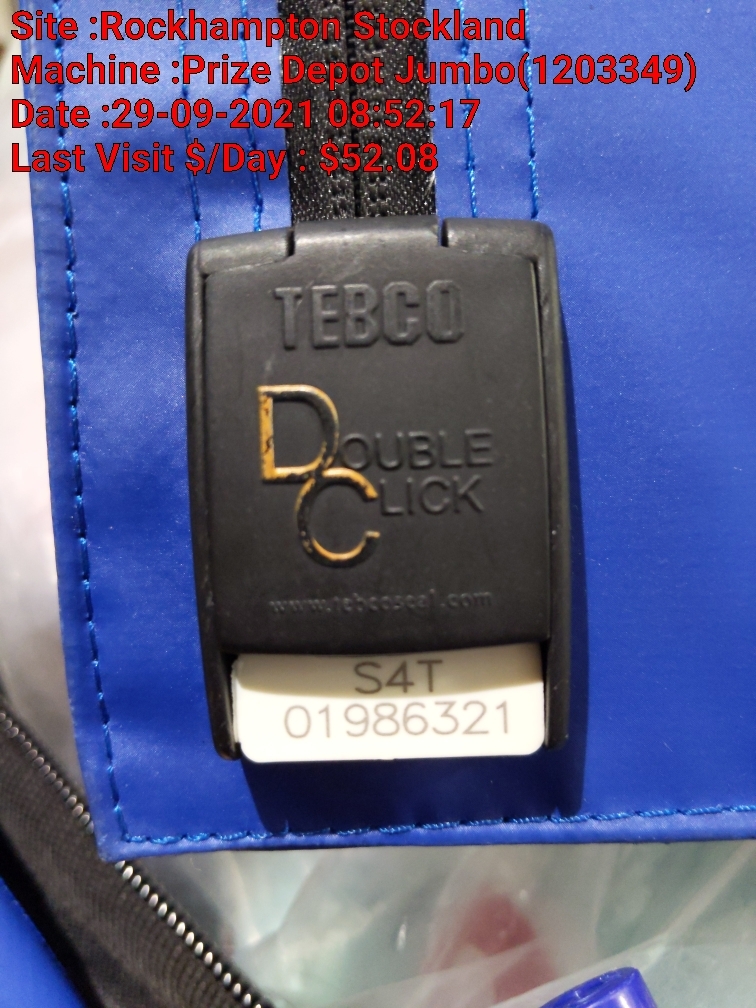 Site :Rockhampton Stockland
Machine :Prize Depot Jumbo(1203349)
Date :29-09-2021 08:52:17
Last Visit $/Day : $52.08
TEBCO
DOUBLE
CLICK
www.tebcoseal.com
S4T
01986321